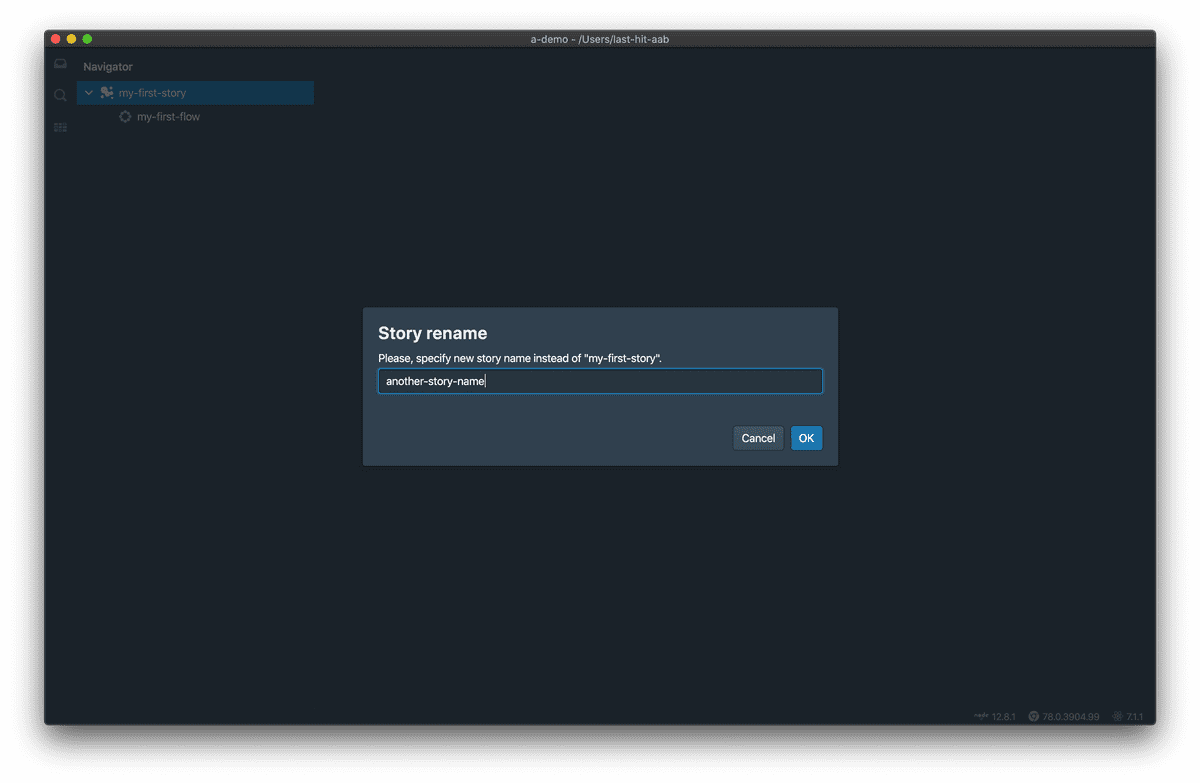 a-demo - /Users/last-hit-aab
Navigator
my-first-story
my-first-flow
Story rename
Please, specify new story name instead of "my-first-story".
another-story-name
Cancel OK
12.8.1 78.0.3904.99 7.1.1